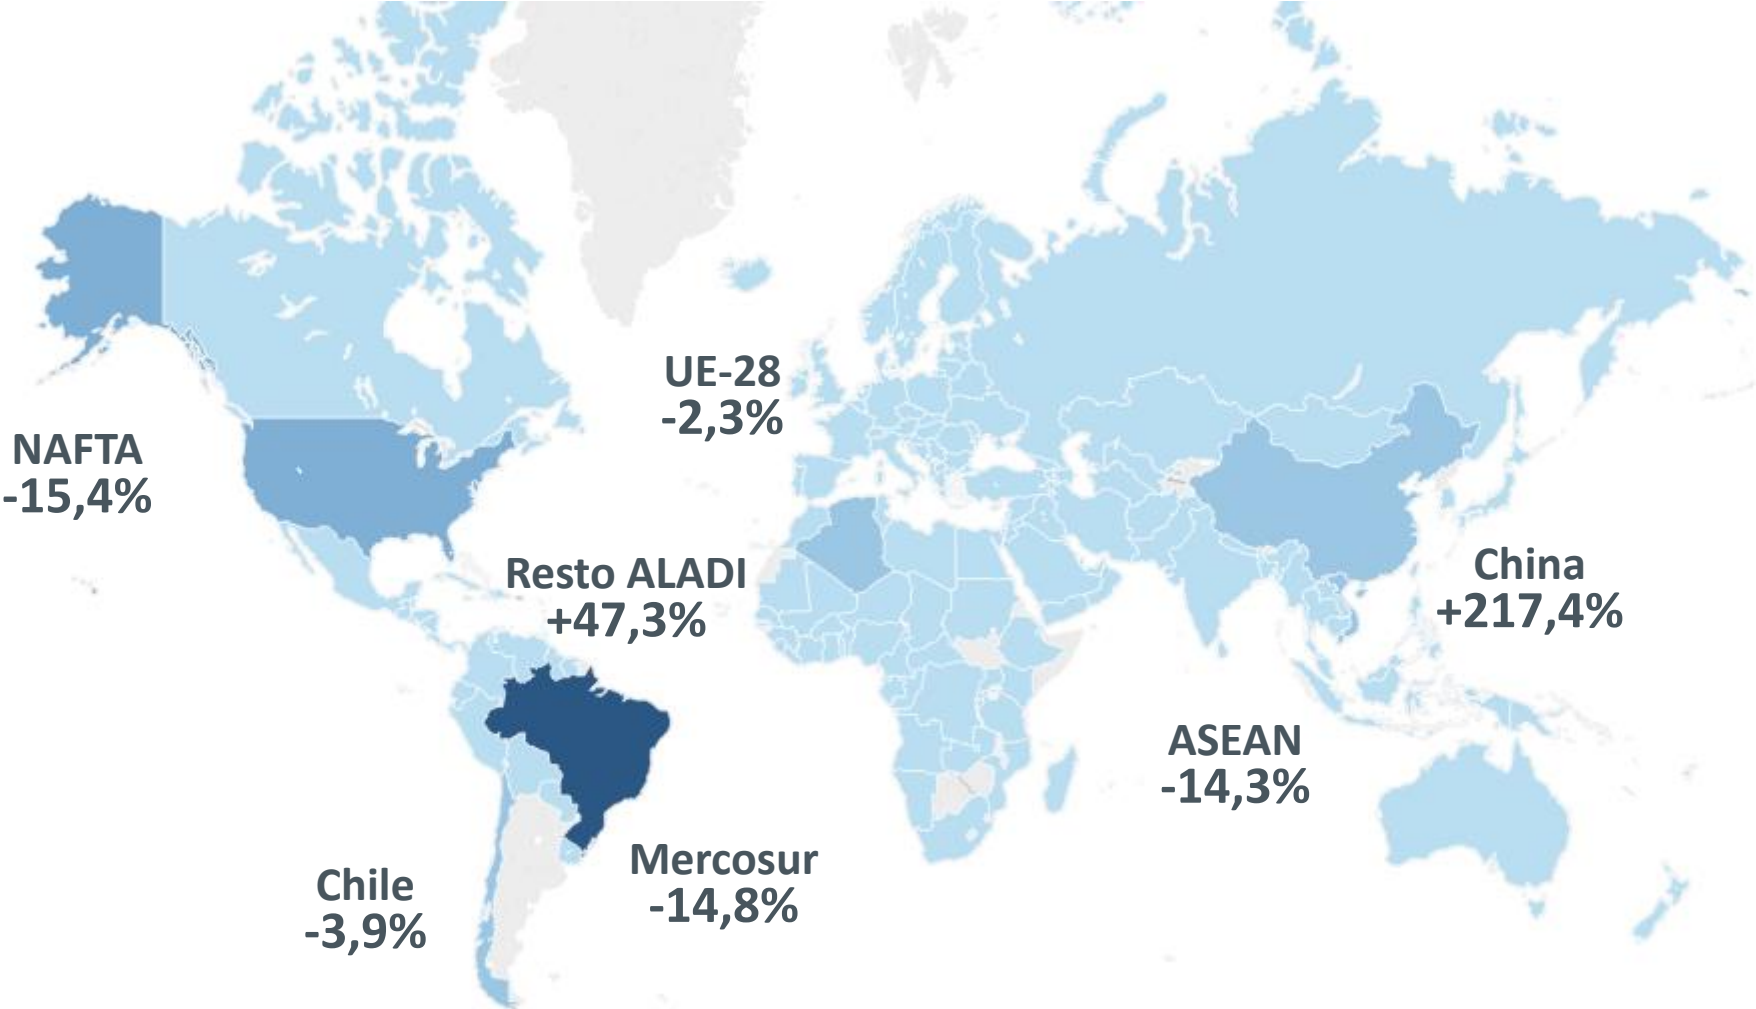 UE-28
-2,3%
NAFTA
-15,4%
Resto ALADI
+47,3%
China
+217,4%
ASEAN
-14,3%
Mercosur
-14,8%
Chile
-3,9%